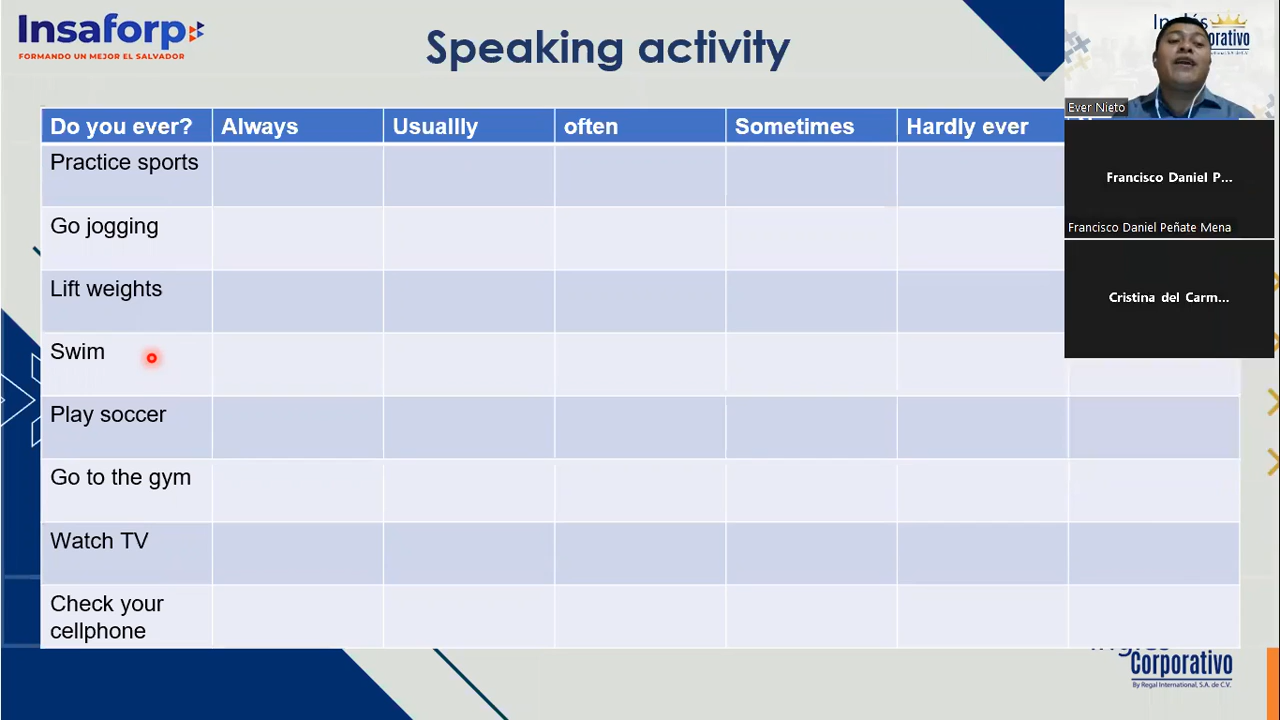 Insaforp
FORMANDO UN MEJOR EL SALVADOR
Speaking activity
Do you ever? Always Usuallly often Sometimes Hardly ever
Practice sports
Go jogging
Lift weights
Swim
Play soccer
Go to the gym
Watch TV
Check your
cellphone
Ever Nieto
Francisco Daniel P...
Francisco Daniel Peñate Mena
Cristina del Carm...
Corporativo
By Regal International, S.A. de C.V.